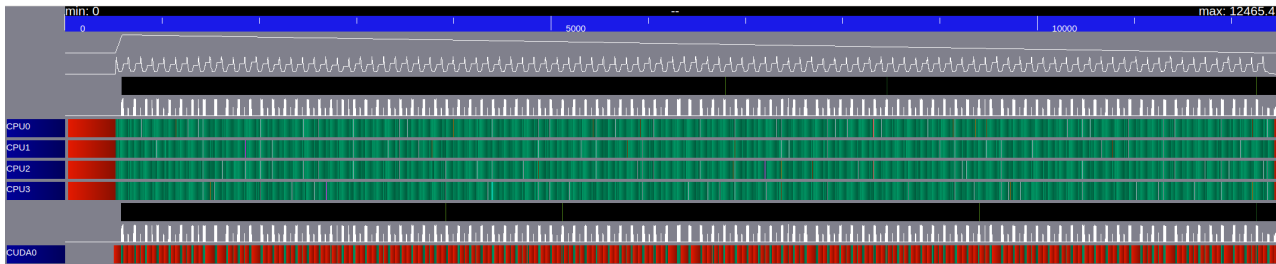 min: 0 -- max: 12465.4
0 5000 10000
CPU0
CPU1
CPU2
CPU3
CUDA0